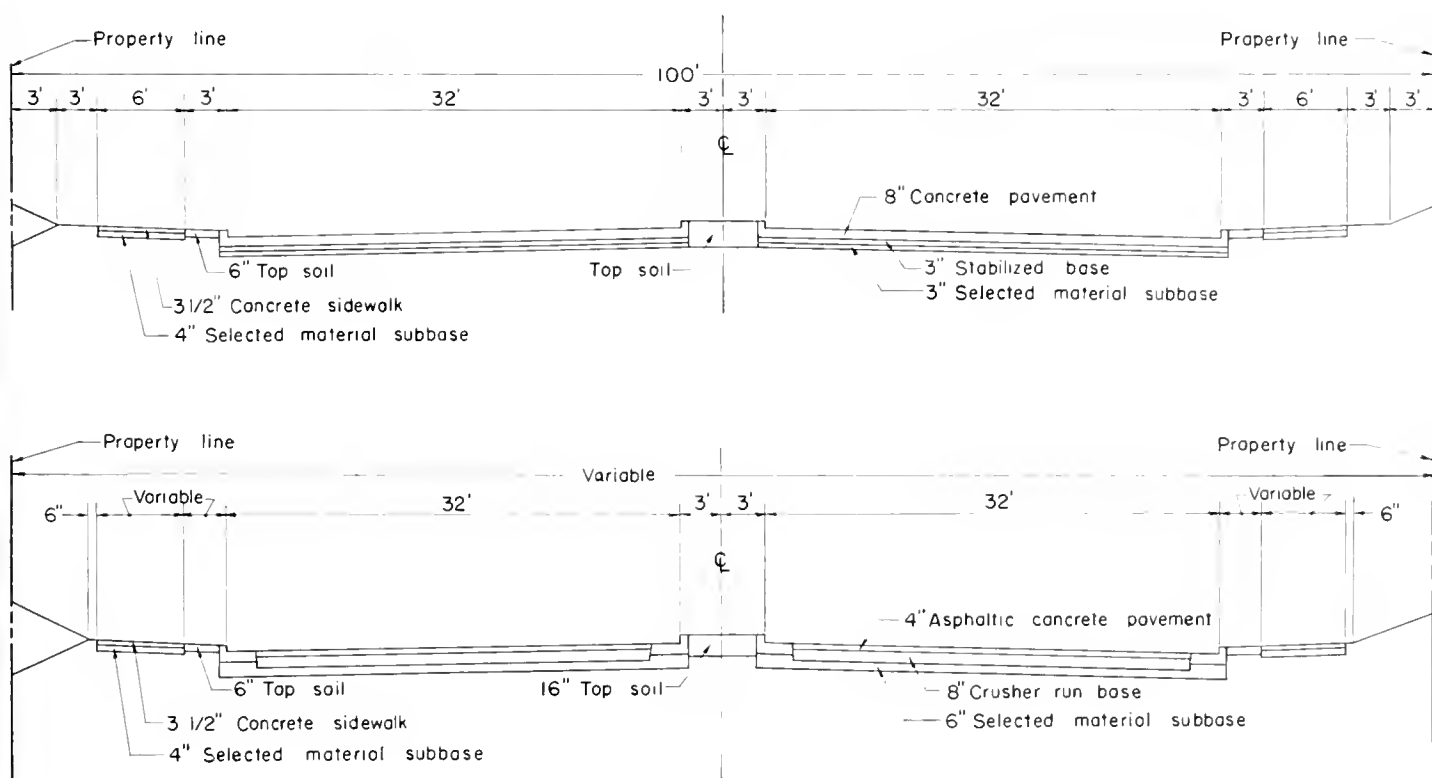 Property line
Property line
100'
3' 3' 6' 3' 32' 3' 3' 32' 3' 6' 3' 3'
℄
8" Concrete pavement
6" Top soil
Top soil
3" Stabilized base
3 1/2" Concrete sidewalk
3" Selected material subbase
4" Selected material subbase
Property line
Property line
Variable
6" Variable 32' 3' 3' 32' Variable 6"
℄
4" Asphaltic concrete pavement
6" Top soil
16" Top soil
8" Crusher run base
3 1/2" Concrete sidewalk
6" Selected material subbase
4" Selected material subbase